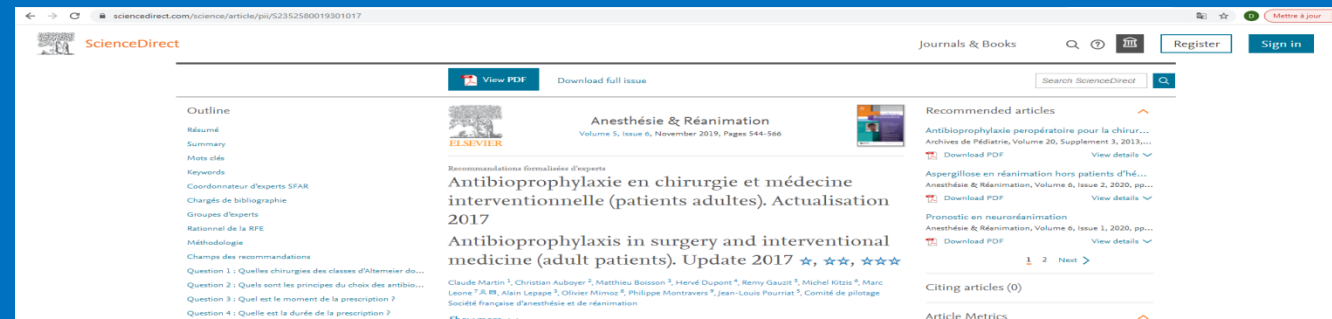 sciencedirect.com/science/article/pii/S2352580019301017
D
Mettre à jour
ScienceDirect
Journals & Books
Register
Sign in
View PDF
Download full issue
Search ScienceDirect
Outline
Résumé
Summary
Mots clés
Keywords
Coordonnateur d'experts SFAR
Chargés de bibliographie
Groupes d'experts
Rationnel de la RFE
Méthodologie
Champs des recommandations
Question 1 : Quelles chirurgies des classes d'Altemeier do...
Question 2 : Quels sont les principes du choix des antibio...
Question 3 : Quel est le moment de la prescription ?
Question 4 : Quelle est la durée de la prescription ?
ELSEVIER
Anesthésie & Réanimation
Volume 5, Issue 6, November 2019, Pages 544-566
Recommandations formalisées d'experts
Antibioprophylaxie en chirurgie et médecine
interventionnelle (patients adultes). Actualisation
2017
Antibioprophylaxis in surgery and interventional
medicine (adult patients). Update 2017 ☆, ☆☆, ☆☆☆
Claude Martin 1, Christian Auboyer 2, Matthieu Boisson 3, Hervé Dupont 4, Remy Gauzit 5, Michel Kitzis 6, Marc
Leone 7, Alain Lepape 3, Olivier Mimoz 8, Philippe Montravers 9, Jean-Louis Pourriat 5, Comité de pilotage
Société française d'anesthésie et de réanimation
Recommended articles
Antibioprophylaxie peropératoire pour la chirur...
Archives de Pédiatrie, Volume 20, Supplement 3, 2013,...
Download PDF
View details
Aspergillose en réanimation hors patients d'hé...
Anesthésie & Réanimation, Volume 6, Issue 2, 2020, pp...
Download PDF
View details
Pronostic en neuroréanimation
Anesthésie & Réanimation, Volume 6, Issue 1, 2020, pp...
Download PDF
View details
1 2 Next
Citing articles (0)
Article Metrics